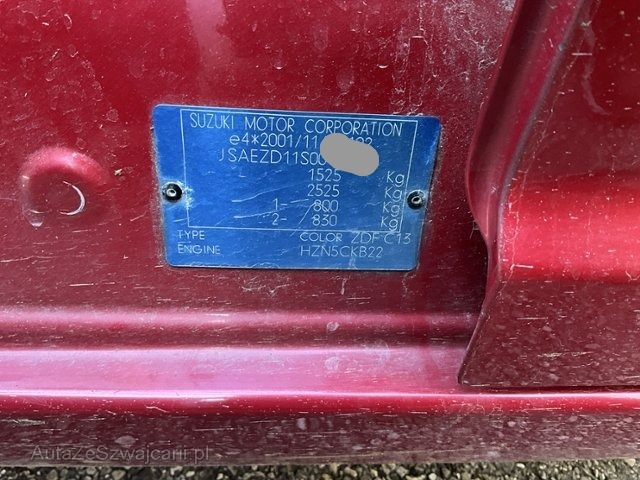 SUZUKI MOTOR CORPORATION
e4*2001/11
JSAEZD11S00
1525 Kg
2525 Kg
1- 800 Kg
2- 830 Kg
TYPE COLOR ZDF C13
ENGINE HZN5CKB22
AutaZeSzwajcarii.pl